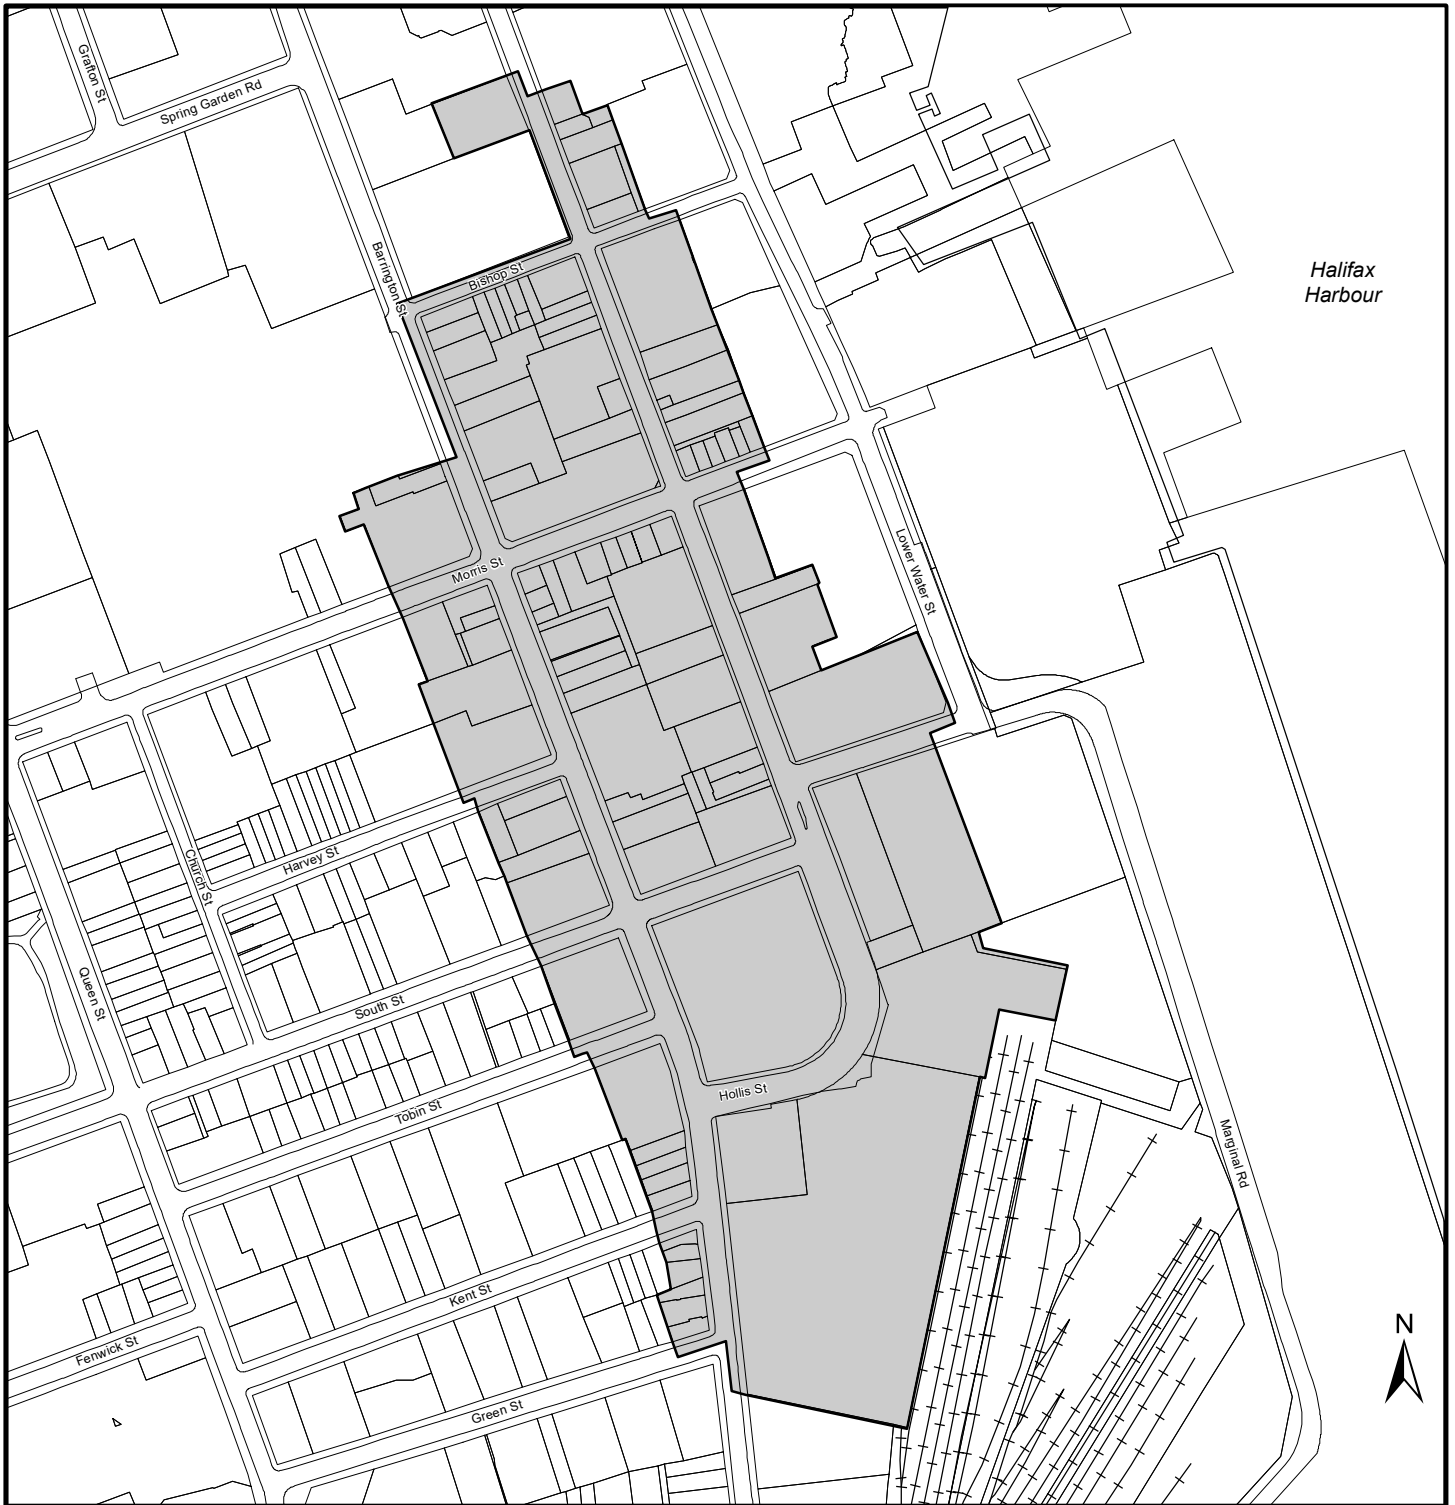 Grafton St
Spring Garden Rd
Barrington St
Bishop St
Halifax
Harbour
Morris St
Lower Water St
Church St
Harvey St
Queen St
South St
Hollis St
Tobin St
Marginal Rd
Kent St
N
Fenwick St
Green St